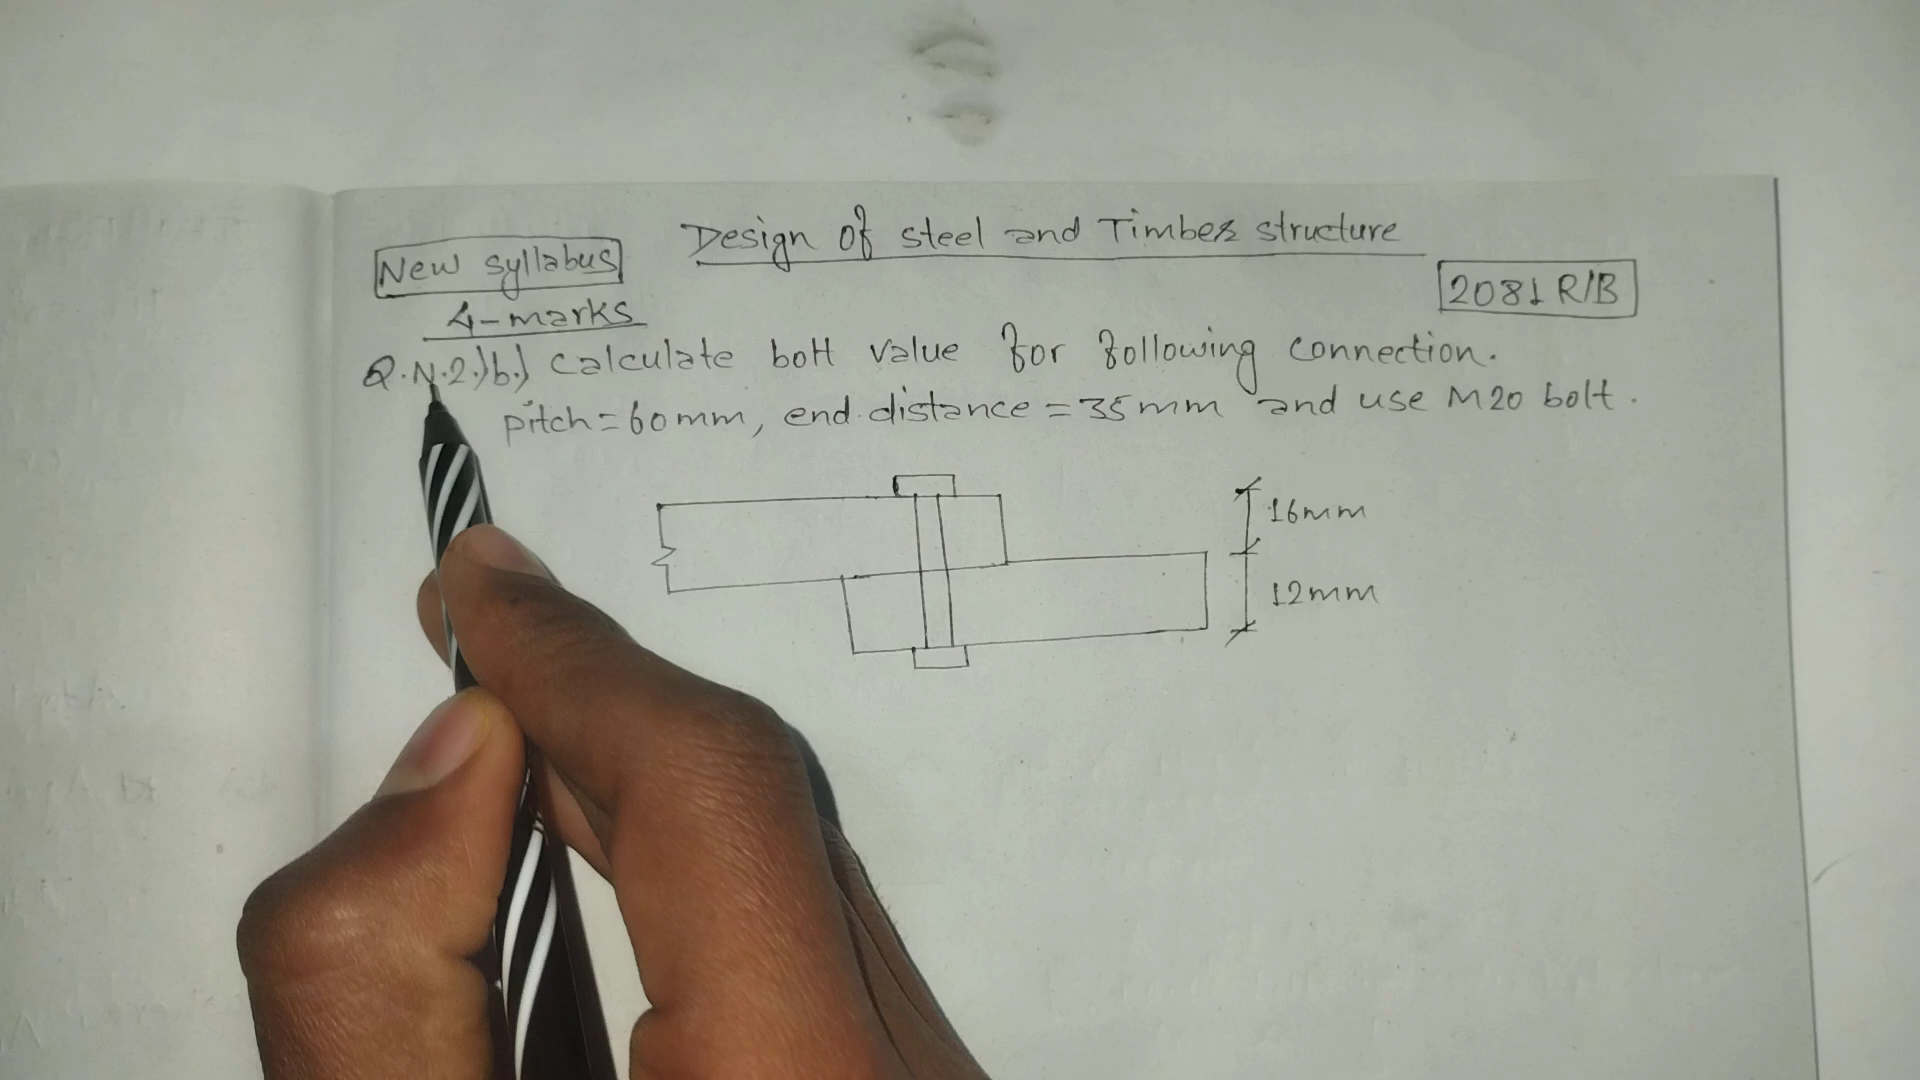 Design of steel and Timber structure
New syllabus
2081 R/B
4-marks
Q.N.2.)b.) calculate bolt value for following connection.
pitch=60mm, end distance=35mm and use M20 bolt.
16mm
12mm